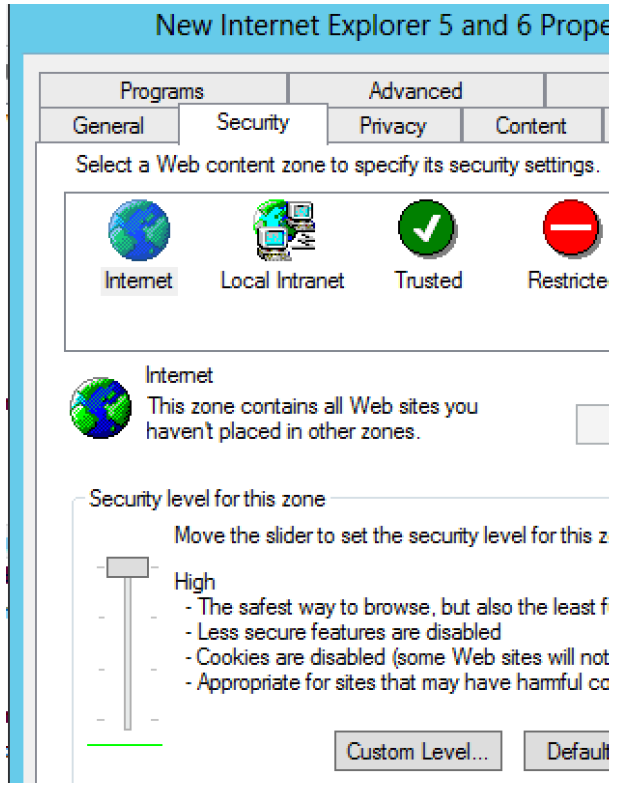 New Internet Explorer 5 and 6
Programs Advanced
General Security Privacy Content
Select a Web content zone to specify its security settings.
Internet Local Intranet Trusted
Internet
This zone contains all Web sites you
haven't placed in other zones.
Security level for this zone
Move the slider to set the security level for this
High
- The safest way to browse, but also the least
- Less secure features are disabled
- Cookies are disabled (some Web sites will not
- Appropriate for sites that may have harmful
Custom Level...